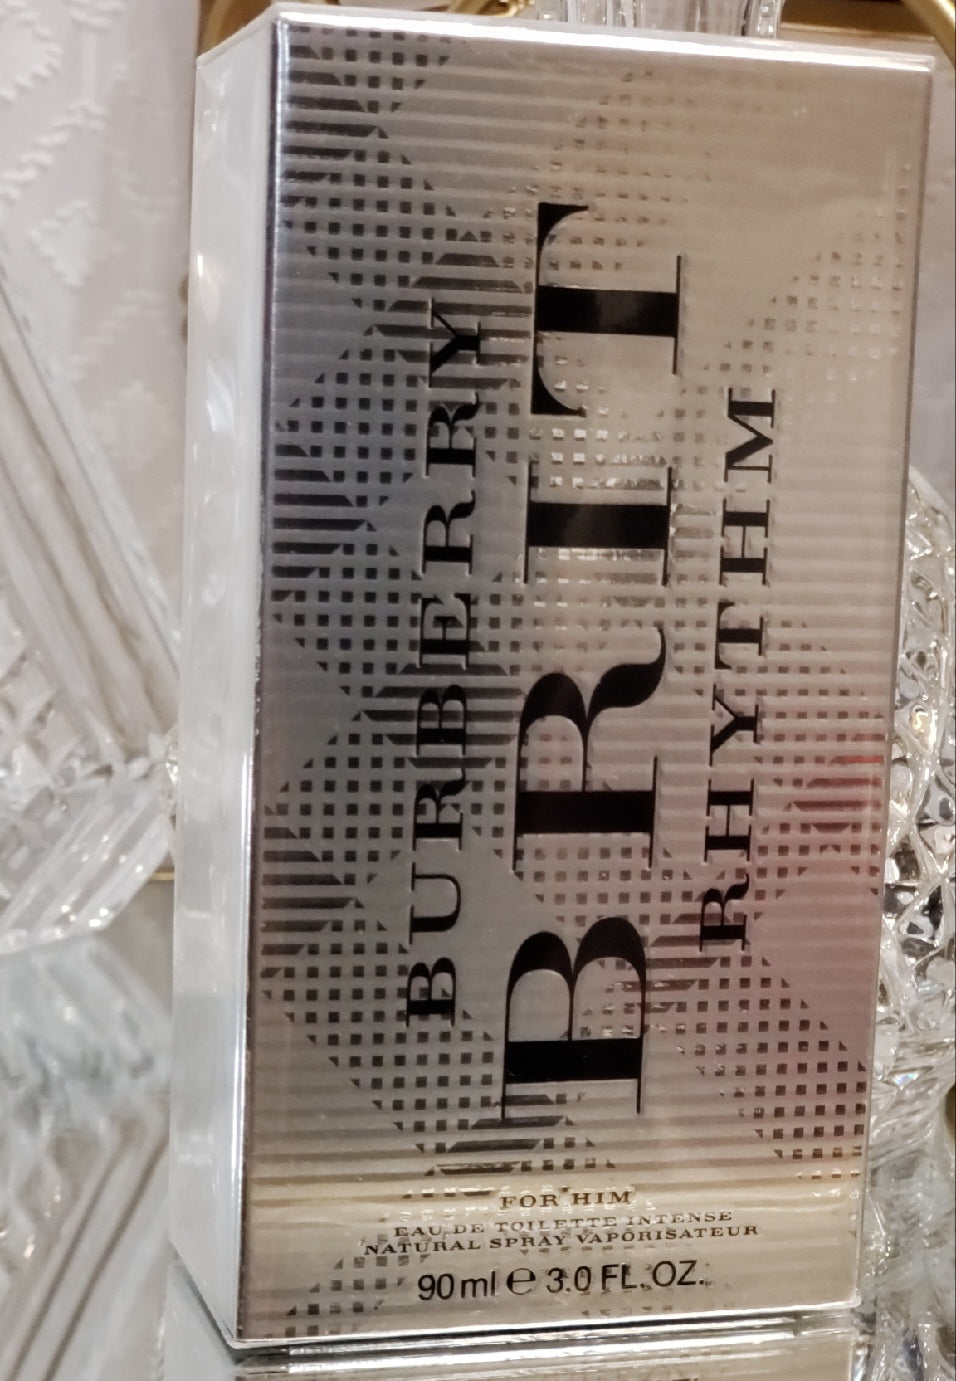 BURBERRY
BRIT
RHYTHM
FOR HIM
EAU DE TOILETTE INTENSE
NATURAL SPRAY VAPORISATEUR
90ml ℮ 3.0 FL.OZ.